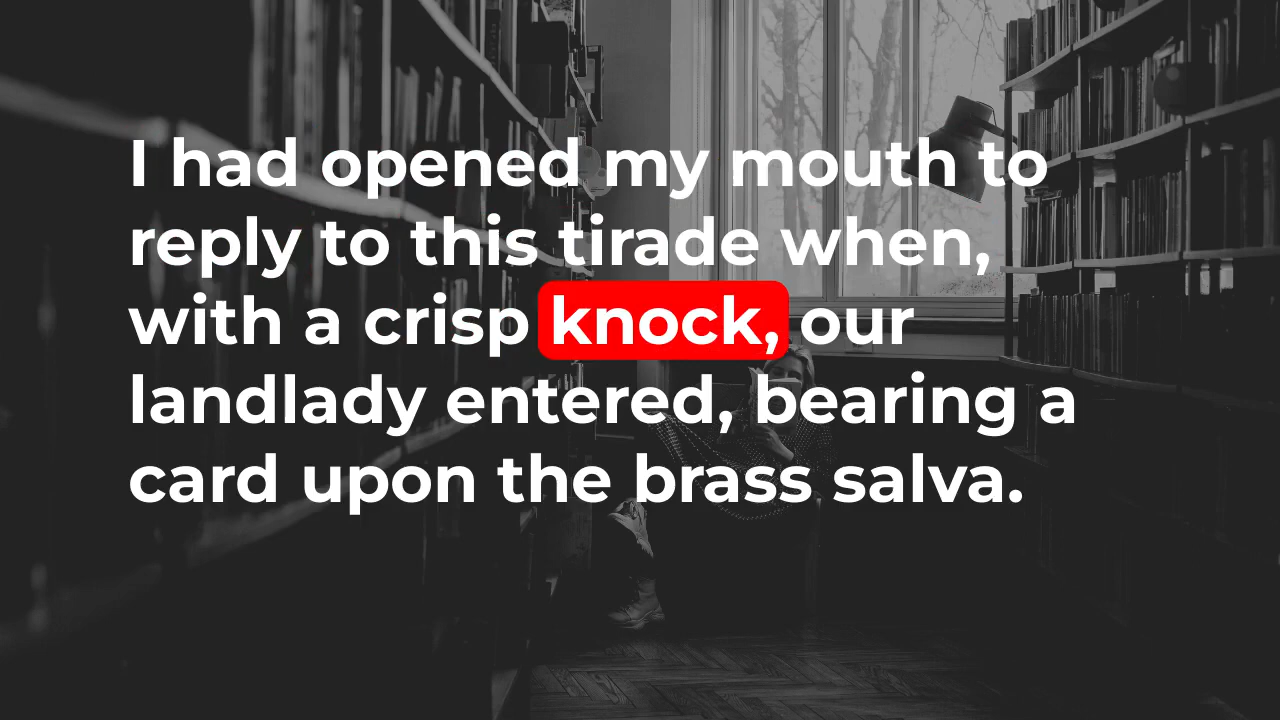 I had opened my mouth to
reply to this tirade when,
with a crisp knock, our
landlady entered, bearing a
card upon the brass salva.